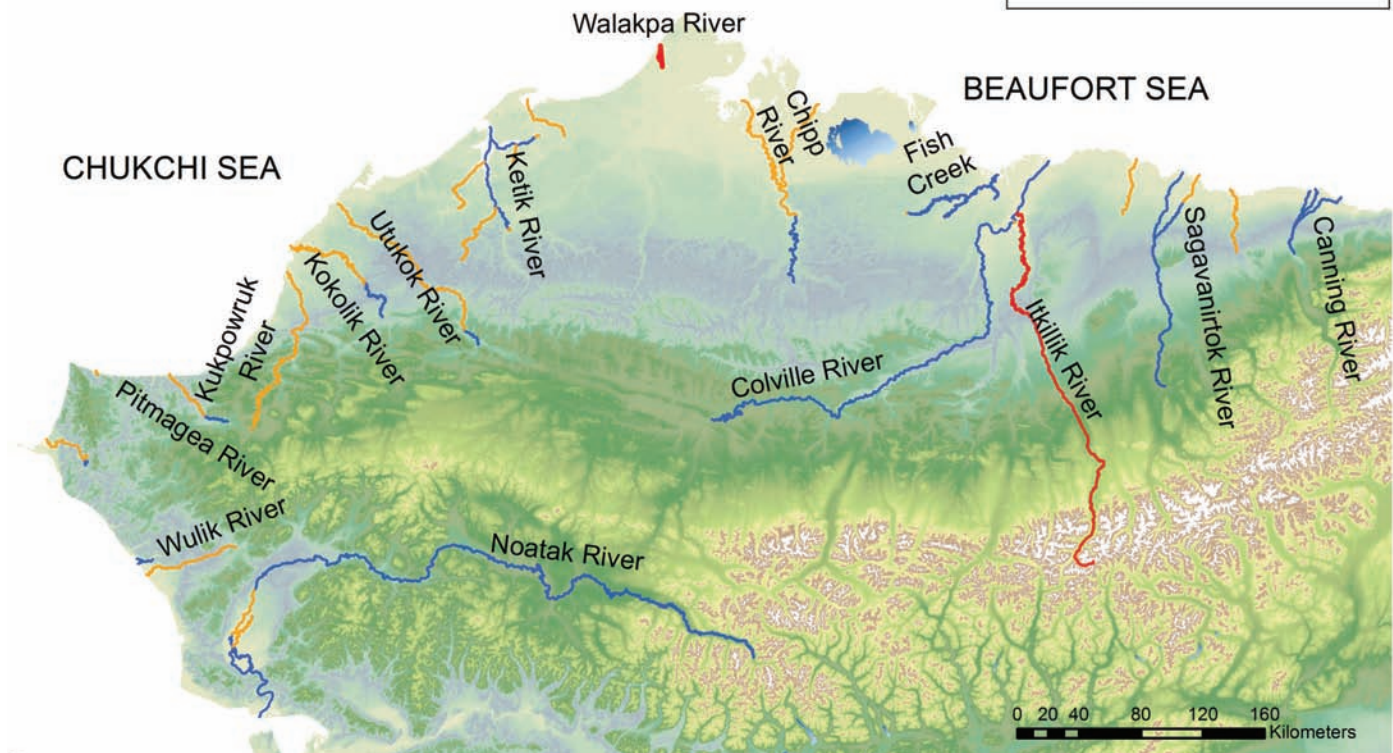 Walakpa River
BEAUFORT SEA
CHUKCHI SEA
Chipp
River
Fish
Creek
Ketik River
Utukok River
Kokolik River
Kukpowruk
River
Pitmagea River
Wulik River
Noatak River
Colville River
Itkillik River
Sagavanirtok River
Canning River
0 20 40 80 120 160
Kilometers